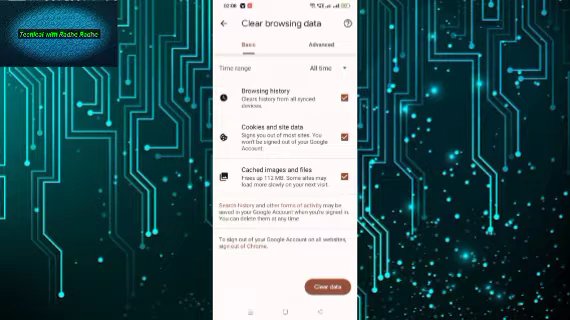 Tecnical with Radhe Radhe
02:08
Clear browsing data
Basic
Advanced
Time range
All time
Browsing history
Clears history from all synced
devices.
Cookies and site data
Signs you out of most sites. You
won't be signed out of your Google
Account.
Cached images and files
Frees up 112 MB. Some sites may
load more slowly on your next visit.
Search history and other forms of activity may be
saved in your Google Account when you're signed in.
You can delete them at any time.
To sign out of your Google Account on all websites,
sign out of Chrome.
Clear data